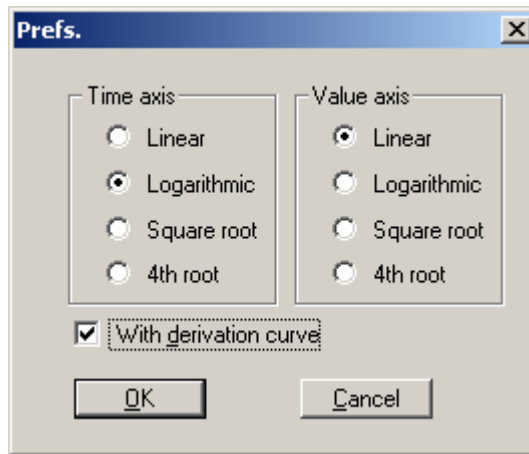 Prefs.
Time axis
Linear
Logarithmic
Square root
4th root
Value axis
Linear
Logarithmic
Square root
4th root
With derivation curve
OK
Cancel